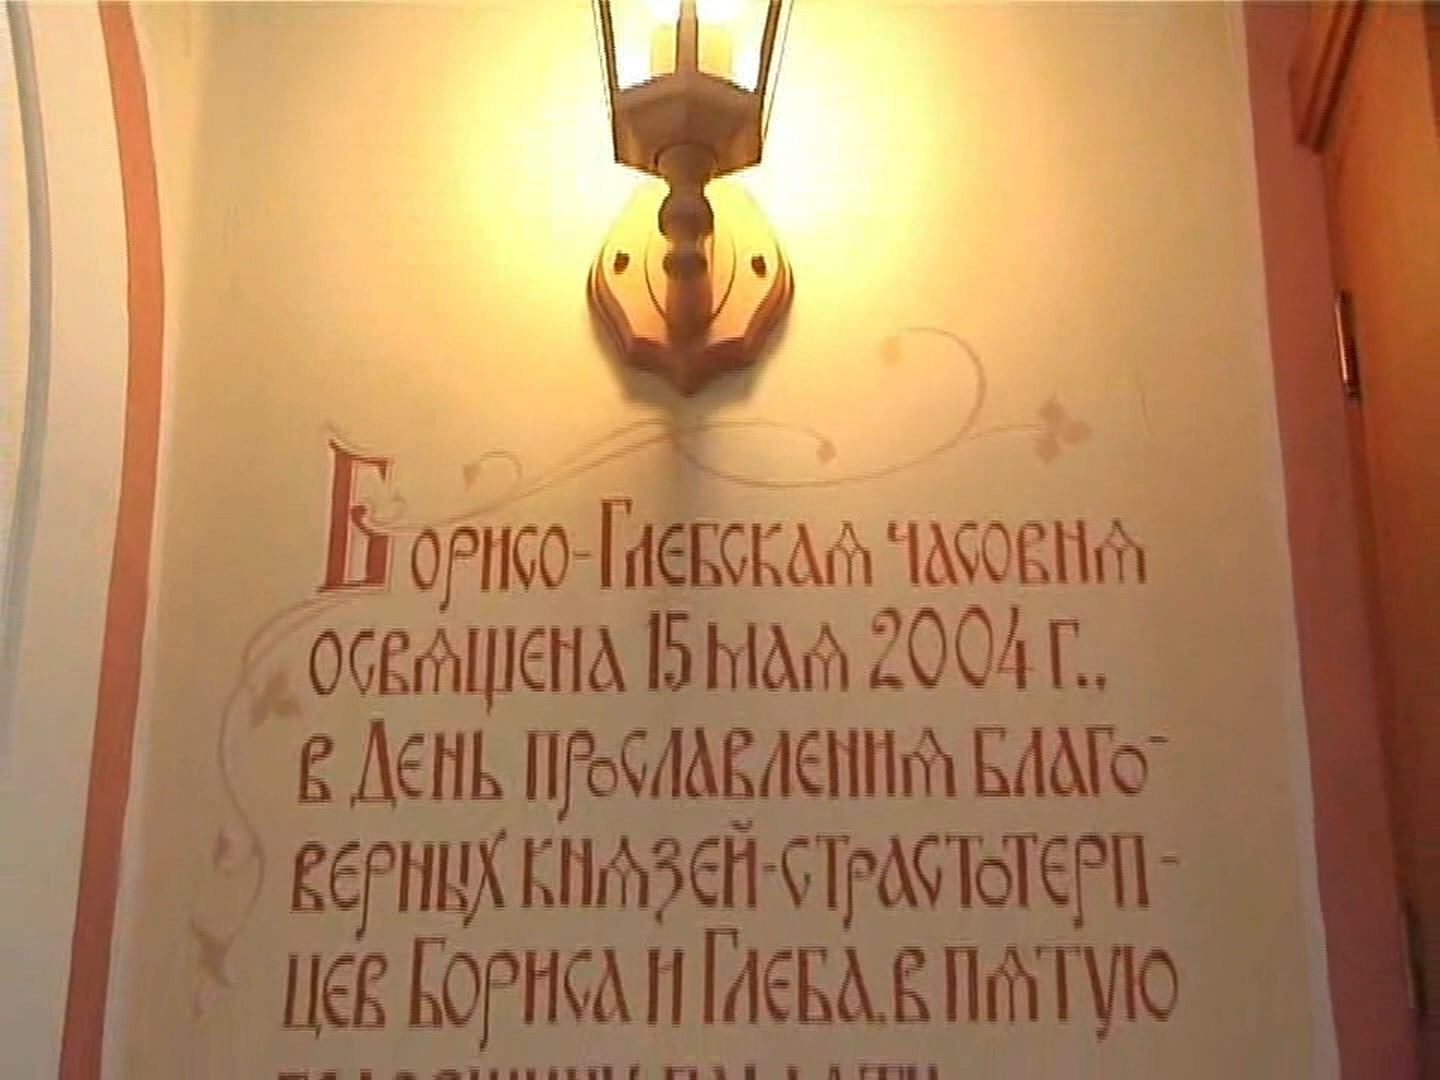 Борисо-Глебская часовня
освящена 15 мая 2004 г.,
в День прославления благо-
верных князей-страстотерп-
цев Бориса и Глеба, в пятую